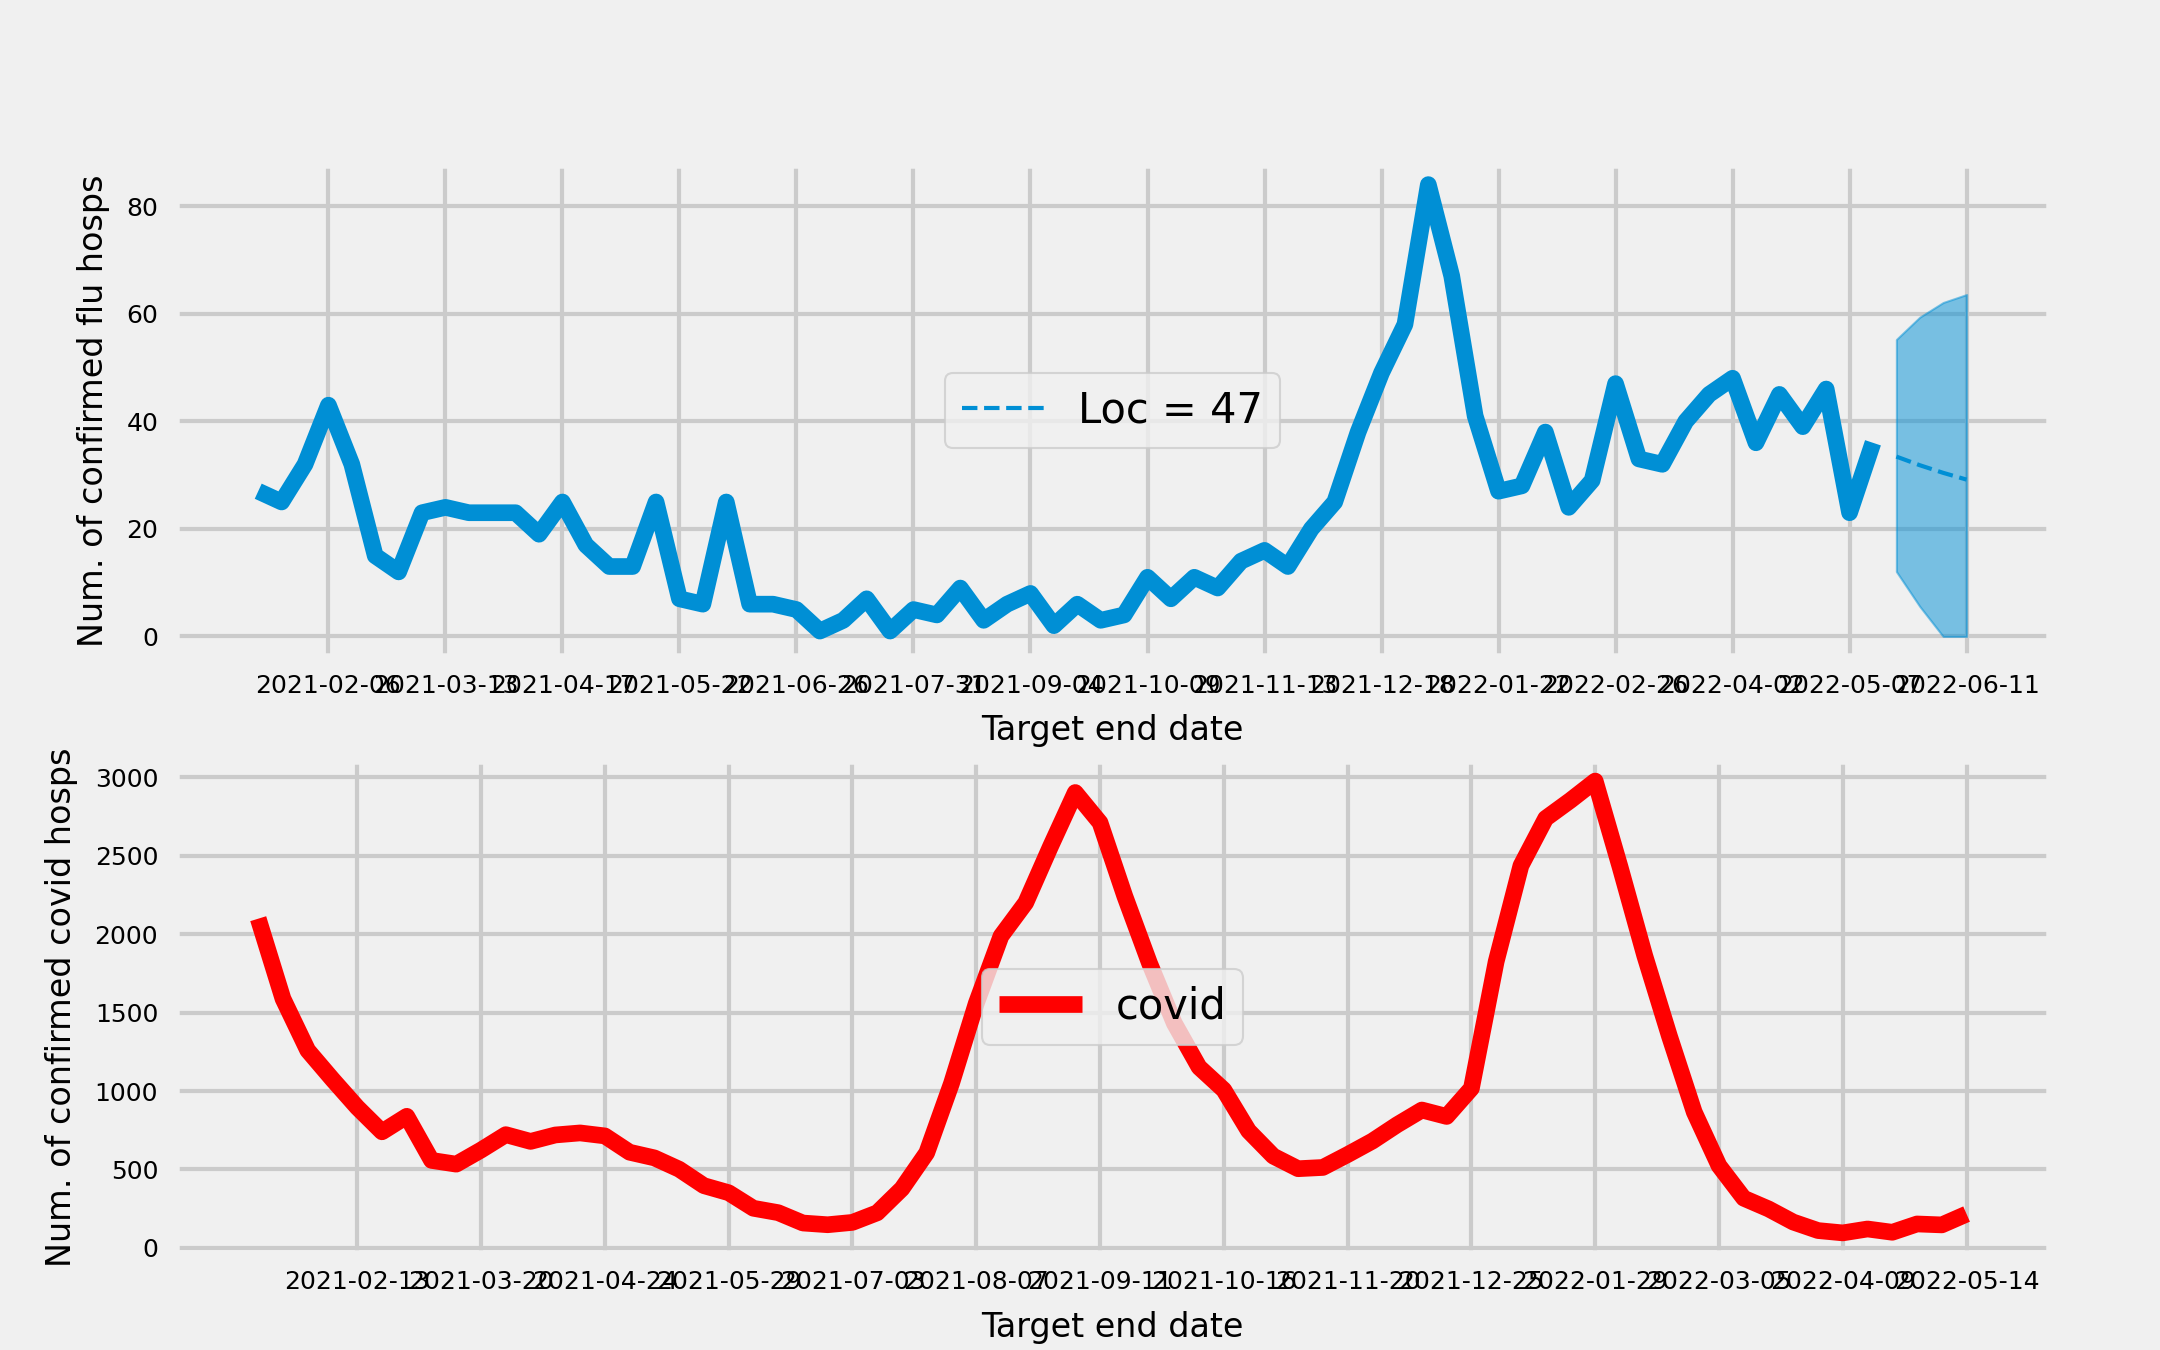 Num. of confirmed flu hosps
80
60
40
20
0
Loc = 47
2021-02-06 2021-03-13 2021-04-17 2021-05-22 2021-06-26 2021-07-31 2021-09-04 2021-10-09 2021-11-13 2021-12-18 2022-01-22 2022-02-26 2022-04-02 2022-05-07 2022-06-11
Target end date
Num. of confirmed covid hosps
3000
2500
2000
1500
1000
500
0
covid
2021-02-13 2021-03-20 2021-04-24 2021-05-29 2021-07-03 2021-08-07 2021-09-11 2021-10-16 2021-11-20 2021-12-25 2022-01-29 2022-03-05 2022-04-09 2022-05-14
Target end date